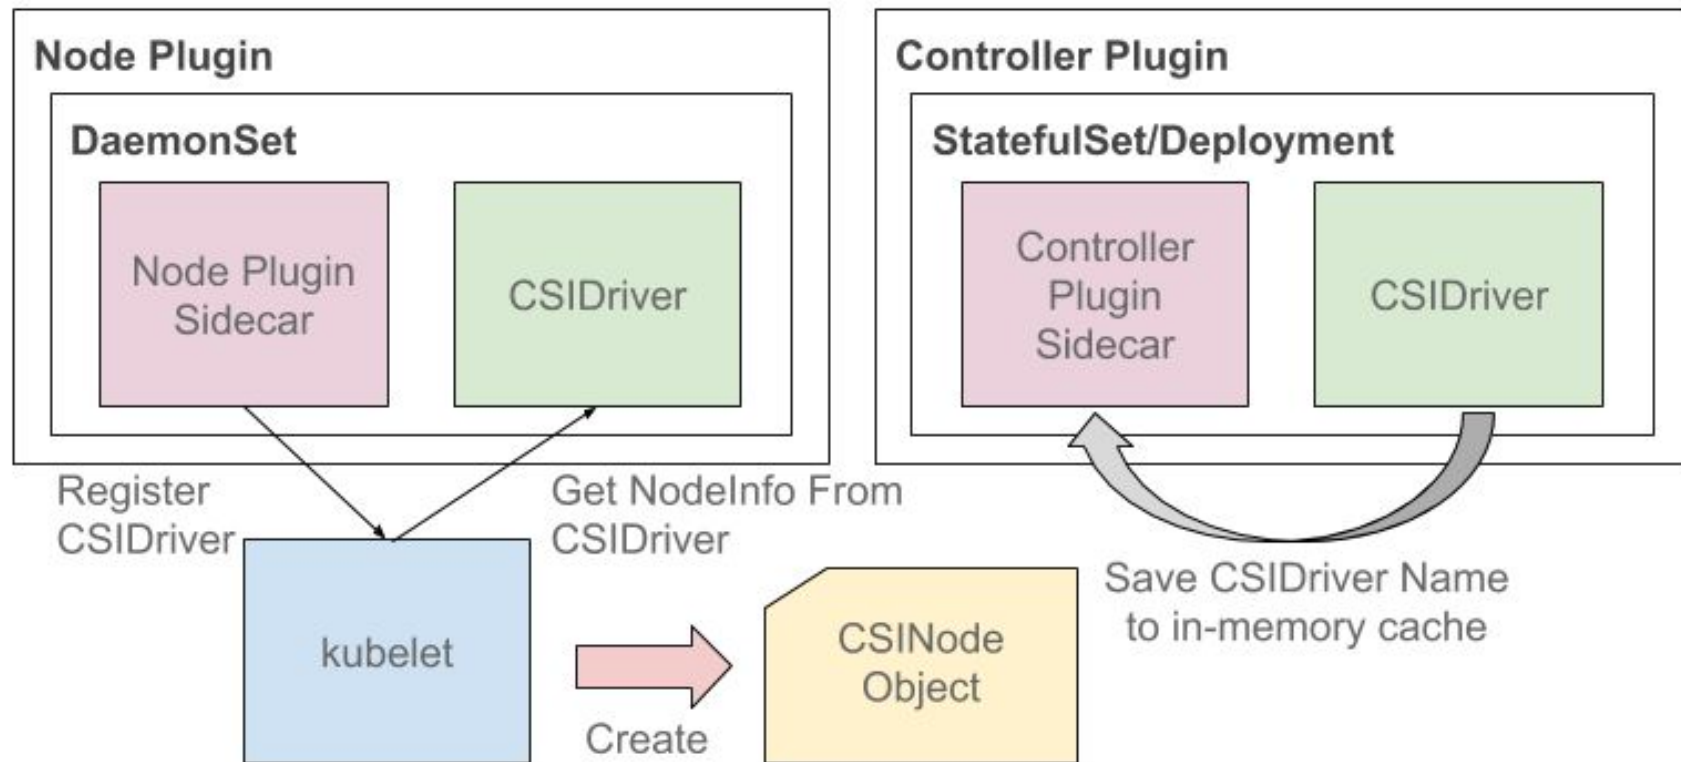 Node Plugin
DaemonSet
Node Plugin
Sidecar
CSIDriver
Register
CSIDriver
Get NodeInfo From
CSIDriver
kubelet
Create
CSINode
Object
Controller Plugin
StatefulSet/Deployment
Controller
Plugin
Sidecar
CSIDriver
Save CSIDriver Name
to in-memory cache